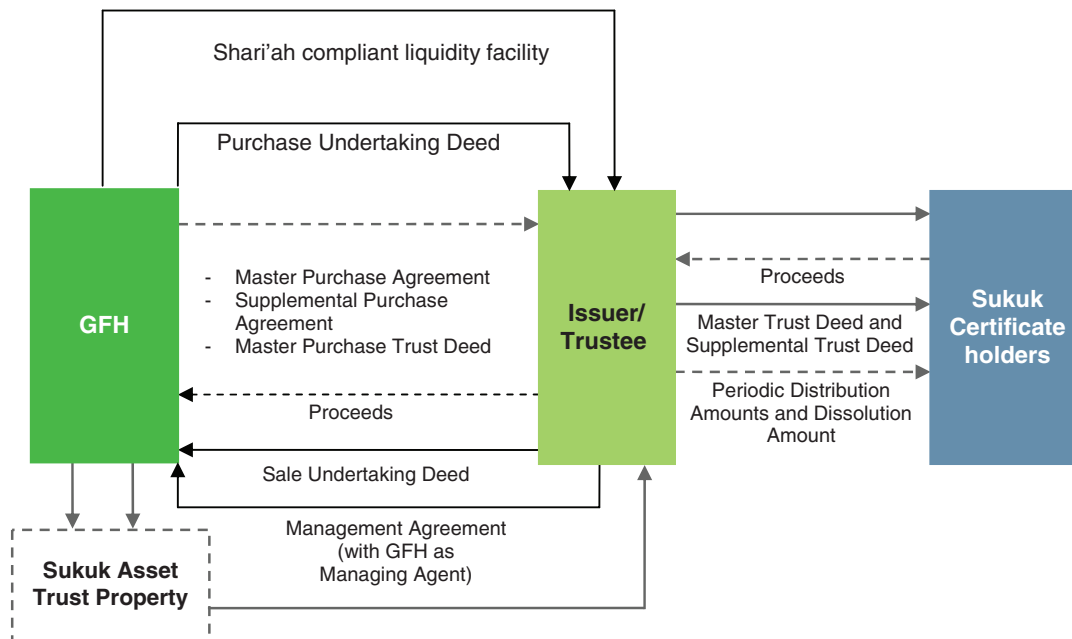 Shari’ah compliant liquidity facility
Purchase Undertaking Deed
GFH
- Master Purchase Agreement
- Supplemental Purchase
Agreement
- Master Purchase Trust Deed
Proceeds
Sale Undertaking Deed
Management Agreement
(with GFH as
Managing Agent)
Issuer/
Trustee
Proceeds
Master Trust Deed and
Supplemental Trust Deed
Periodic Distribution
Amounts and Dissolution
Amount
Sukuk
Certificate
holders
Sukuk Asset
Trust Property